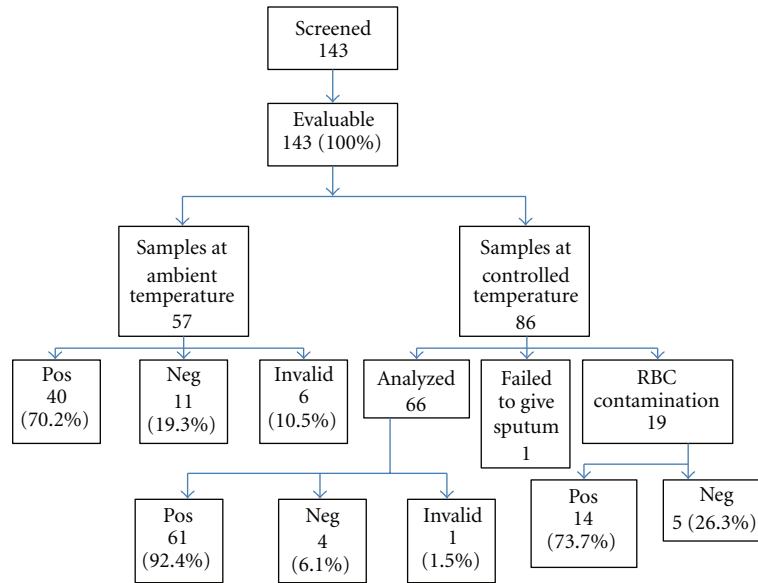 Screened
143
Evaluable
143 (100%)
Samples at
ambient
temperature
57
Samples at
controlled
temperature
86
Pos
40
(70.2%)
Neg
11
(19.3%)
Invalid
6
(10.5%)
Analyzed
66
Failed
to give
sputum
1
RBC
contamination
19
Pos
61
(92.4%)
Neg
4
(6.1%)
Invalid
1
(1.5%)
Pos
14
(73.7%)
Neg
5 (26.3%)